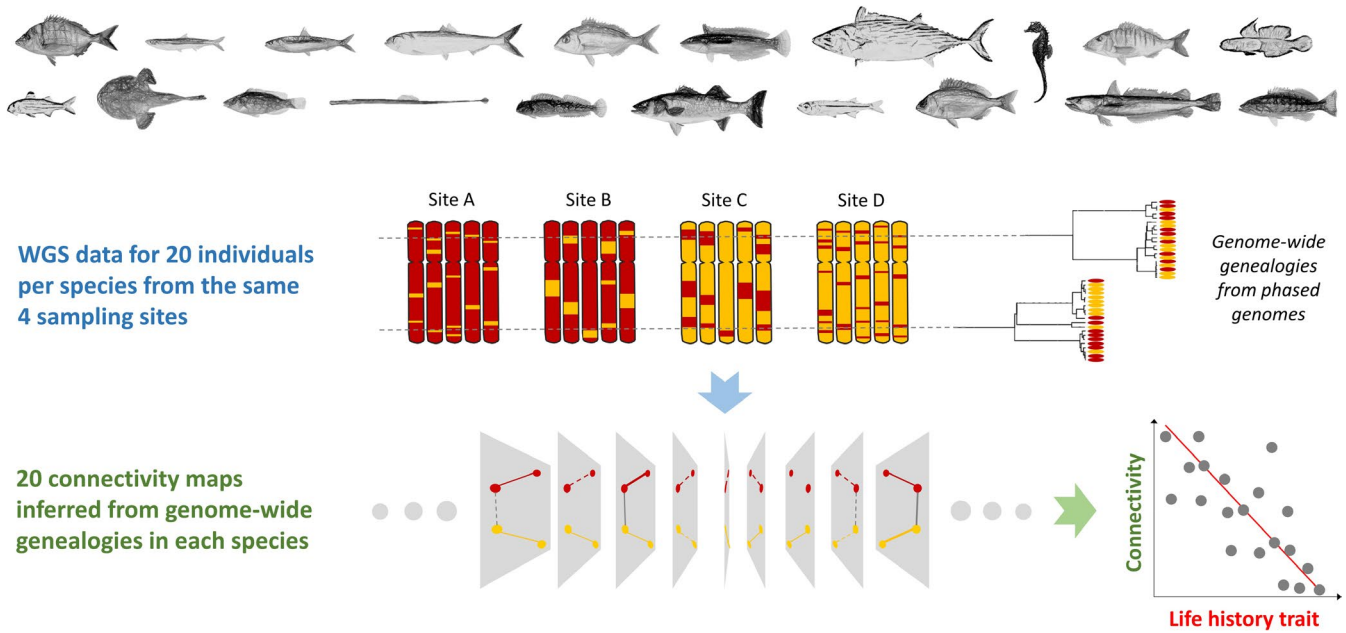 Site A
Site B
Site C
Site D
WGS data for 20 individuals
per species from the same
4 sampling sites
Genome-wide
genealogies
from phased
genomes
20 connectivity maps
inferred from genome-wide
genealogies in each species
Connectivity
Life history trait